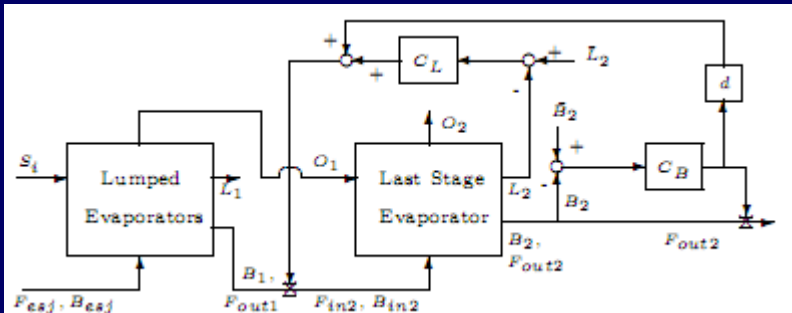 +
+
C_L
+
L̄_2
-
d
B̄_2
+
C_B
-
B_2
S_i
Lumped
Evaporators
L_1
O_1
O_2
Last Stage
Evaporator
L_2
B_2,
F_out2
F_out2
B_1,
F_out1
F_esj, B_esj
F_in2, B_in2